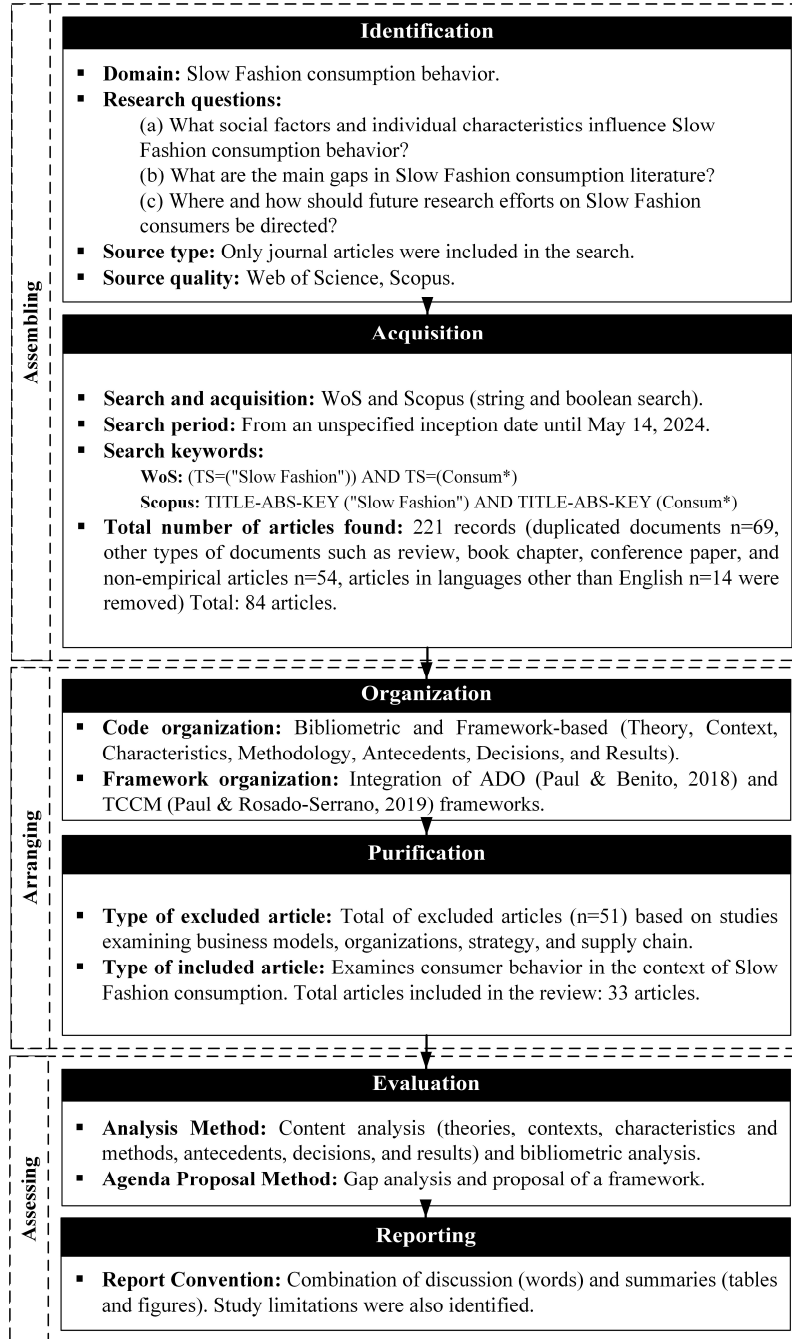 Assembling
Identification
▪ Domain: Slow Fashion consumption behavior.
▪ Research questions:
(a) What social factors and individual characteristics influence Slow
Fashion consumption behavior?
(b) What are the main gaps in Slow Fashion consumption literature?
(c) Where and how should future research efforts on Slow Fashion
consumers be directed?
▪ Source type: Only journal articles were included in the search.
▪ Source quality: Web of Science, Scopus.
Acquisition
▪ Search and acquisition: WoS and Scopus (string and boolean search).
▪ Search period: From an unspecified inception date until May 14, 2024.
▪ Search keywords:
WoS: (TS=("Slow Fashion")) AND TS=(Consum*)
Scopus: TITLE-ABS-KEY ("Slow Fashion") AND TITLE-ABS-KEY (Consum*)
▪ Total number of articles found: 221 records (duplicated documents n=69,
other types of documents such as review, book chapter, conference paper, and
non-empirical articles n=54, articles in languages other than English n=14 were
removed) Total: 84 articles.
Arranging
Organization
▪ Code organization: Bibliometric and Framework-based (Theory, Context,
Characteristics, Methodology, Antecedents, Decisions, and Results).
▪ Framework organization: Integration of ADO (Paul & Benito, 2018) and
TCCM (Paul & Rosado-Serrano, 2019) frameworks.
Purification
▪ Type of excluded article: Total of excluded articles (n=51) based on studies
examining business models, organizations, strategy, and supply chain.
▪ Type of included article: Examines consumer behavior in the context of Slow
Fashion consumption. Total articles included in the review: 33 articles.
Assessing
Evaluation
▪ Analysis Method: Content analysis (theories, contexts, characteristics and
methods, antecedents, decisions, and results) and bibliometric analysis.
▪ Agenda Proposal Method: Gap analysis and proposal of a framework.
Reporting
▪ Report Convention: Combination of discussion (words) and summaries (tables
and figures). Study limitations were also identified.